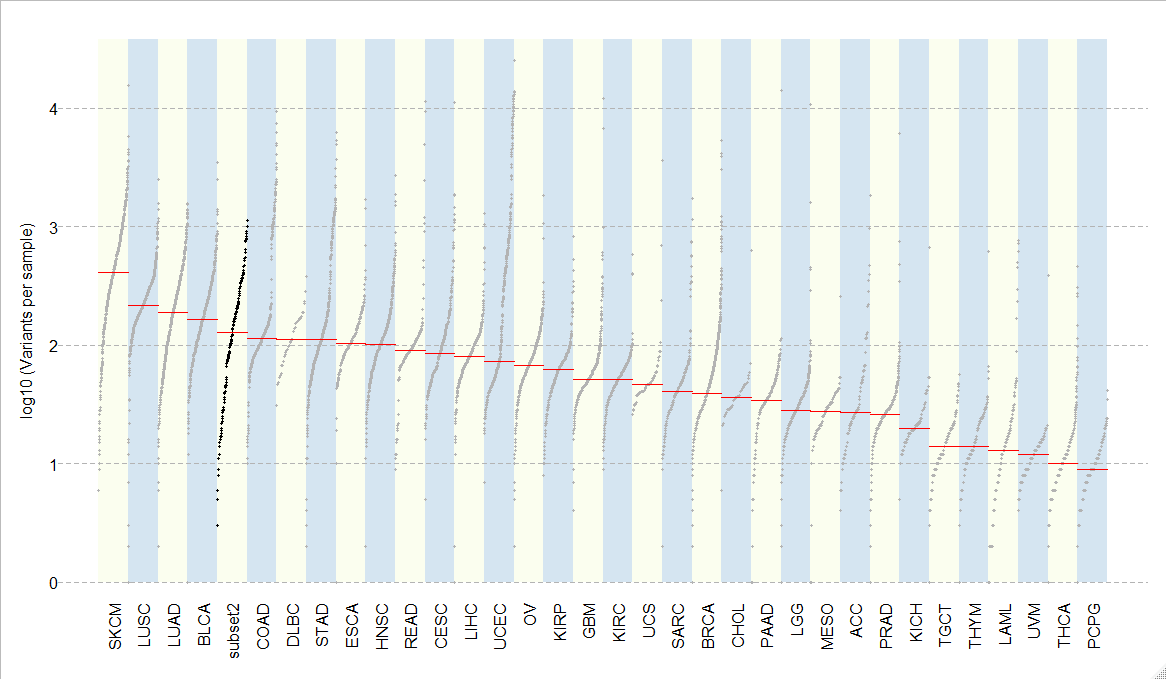 log10 (Variants per sample)
4
3
2
1
0
SKCM
LUSC
LUAD
BLCA
subset2
COAD
DLBC
STAD
ESCA
HNSC
READ
CESC
LIHC
UCEC
OV
KIRP
GBM
KIRC
UCS
SARC
BRCA
CHOL
PAAD
LGG
MESO
ACC
PRAD
KICH
TGCT
THYM
LAML
UVM
THCA
PCPG